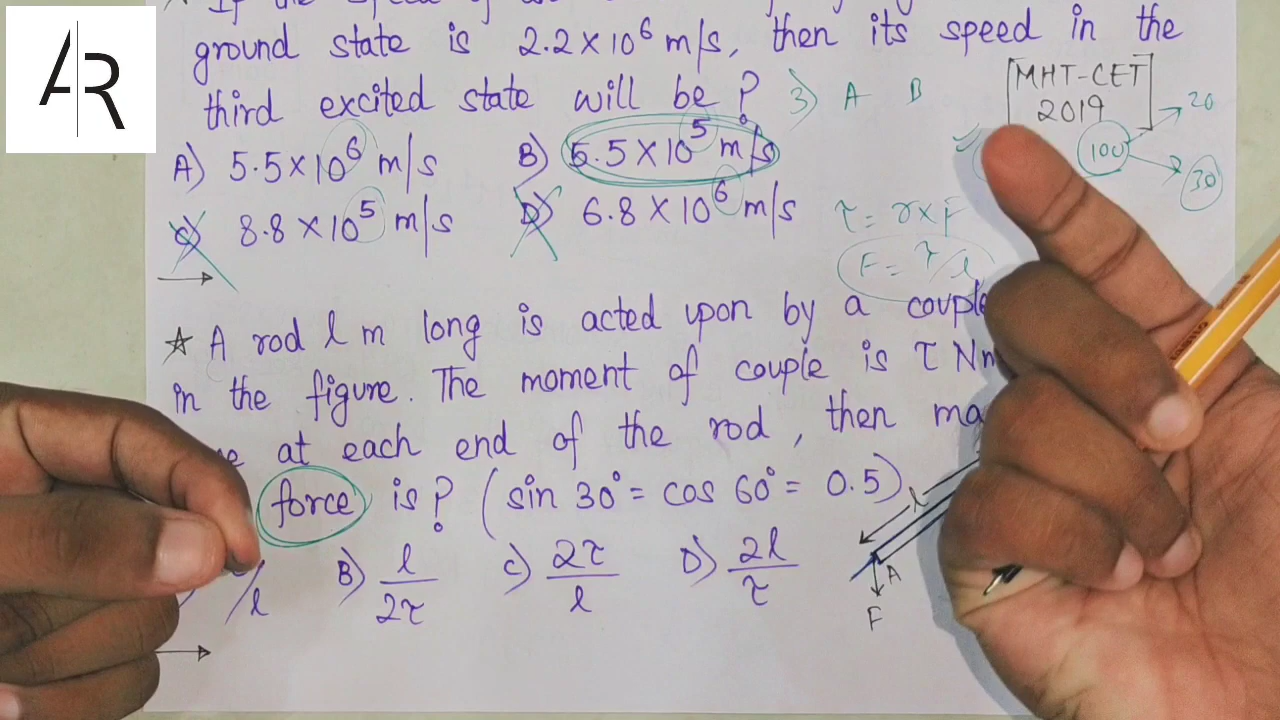 AR
ground state is 2.2×10⁶ m/s, then its speed in the
third excited state will be ? 3) A B
[MHT-CET 2019]
100 → 20
→ 30
A) 5.5×10⁶ m/s B) 5.5×10⁵ m/s
C) 8.8×10⁵ m/s D) 6.8×10⁶ m/s
τ = r×F
F = τ/l
☆ A rod l m long is acted upon by a couple
in the figure. The moment of couple is τ Nm
at each end of the rod, then
force is ? (sin 30° = cos 60° = 0.5)
/l B) l/2τ C) 2τ/l D) 2l/τ
l
A
F